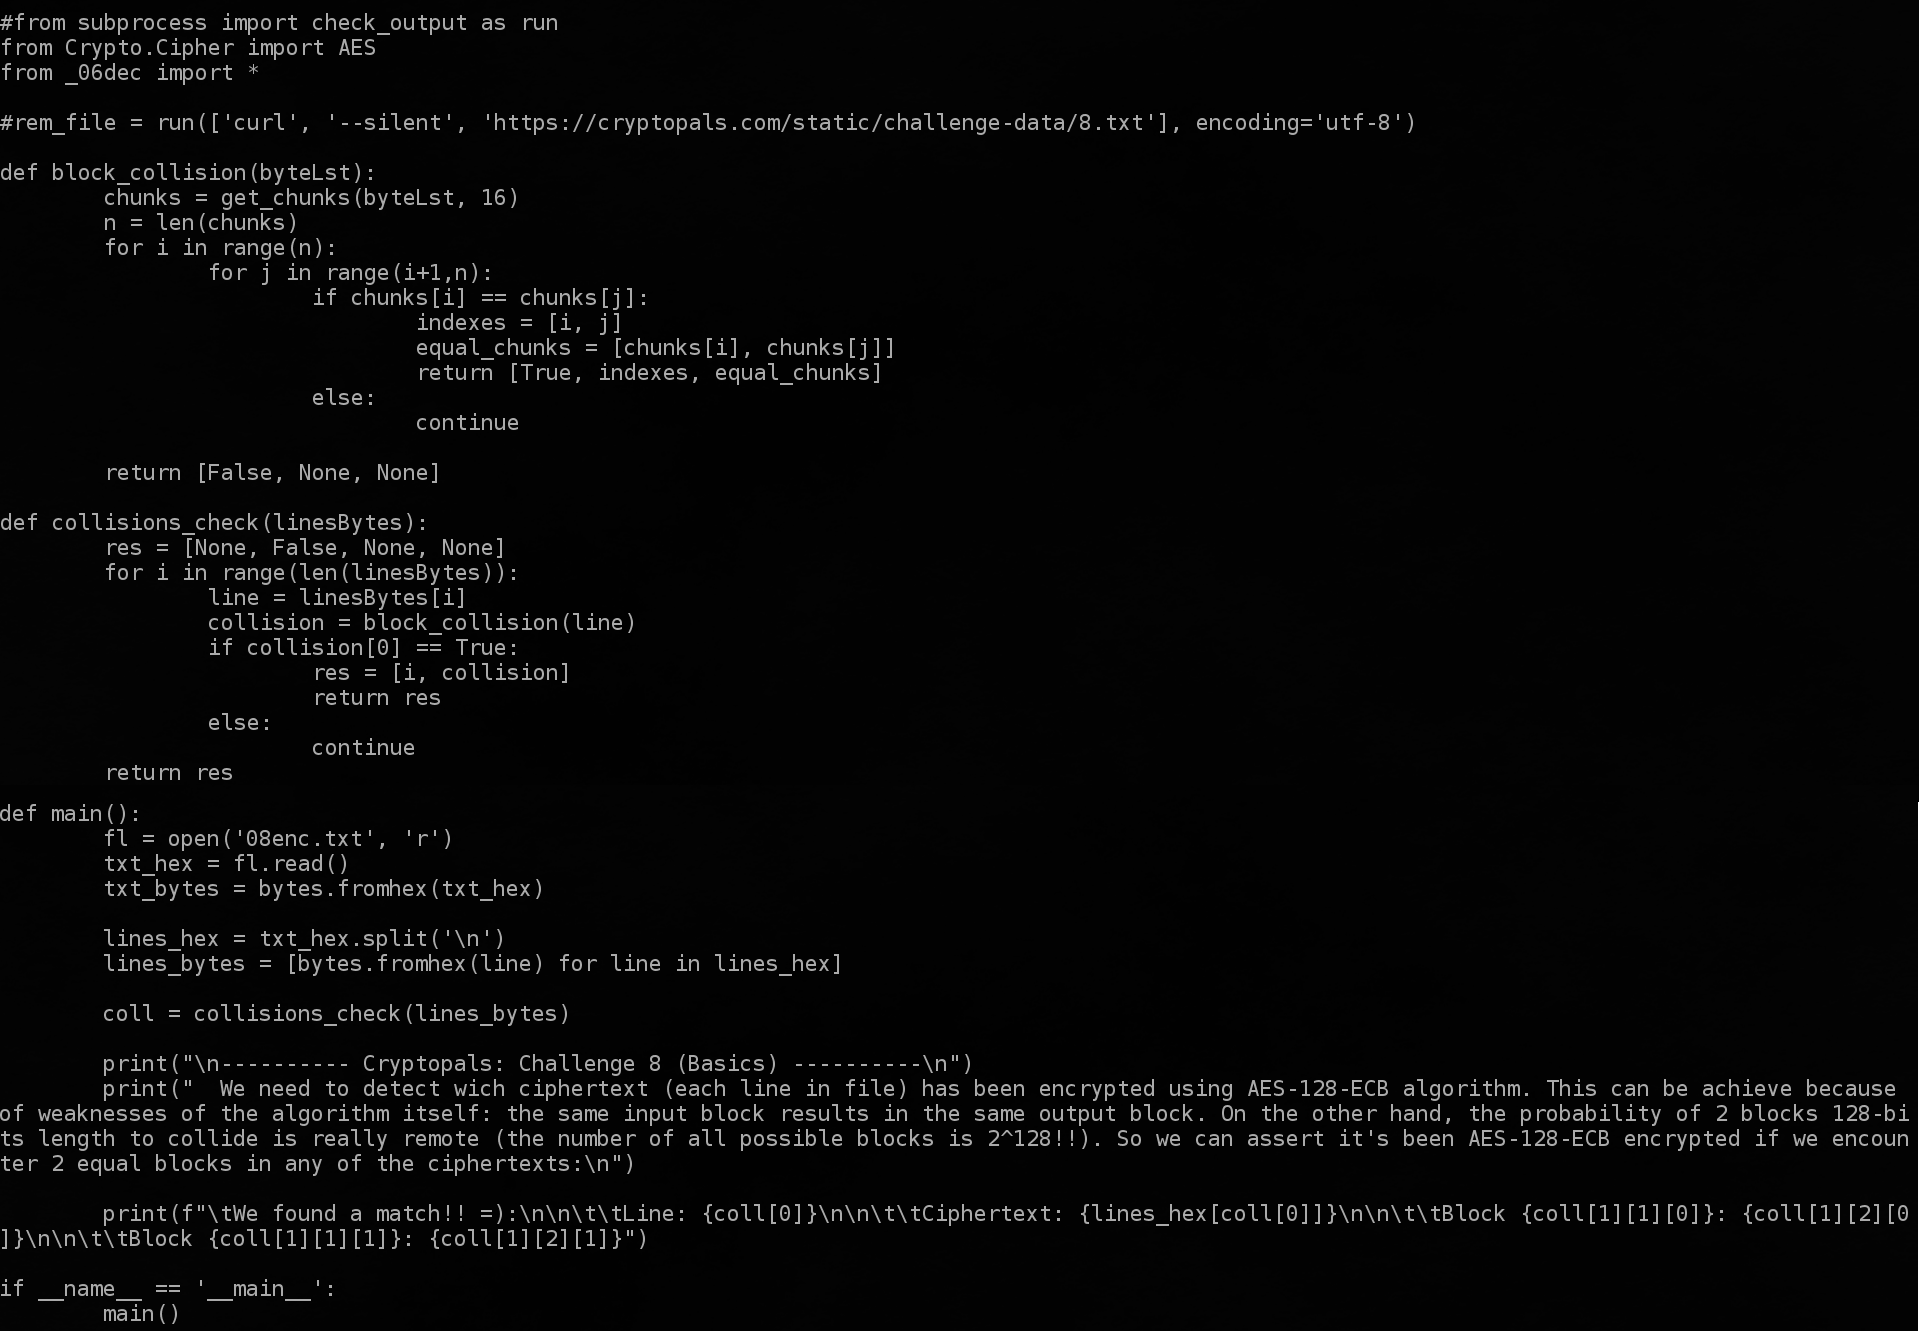 #from subprocess import check_output as run
from Crypto.Cipher import AES
from _06dec import *

#rem_file = run(['curl', '--silent', 'https://cryptopals.com/static/challenge-data/8.txt'], encoding='utf-8')

def block_collision(byteLst):
        chunks = get_chunks(byteLst, 16)
        n = len(chunks)
        for i in range(n):
                for j in range(i+1,n):
                        if chunks[i] == chunks[j]:
                                indexes = [i, j]
                                equal_chunks = [chunks[i], chunks[j]]
                                return [True, indexes, equal_chunks]
                        else:
                                continue

        return [False, None, None]

def collisions_check(linesBytes):
        res = [None, False, None, None]
        for i in range(len(linesBytes)):
                line = linesBytes[i]
                collision = block_collision(line)
                if collision[0] == True:
                        res = [i, collision]
                        return res
                else:
                        continue
        return res

def main():
        fl = open('08enc.txt', 'r')
        txt_hex = fl.read()
        txt_bytes = bytes.fromhex(txt_hex)

        lines_hex = txt_hex.split('\n')
        lines_bytes = [bytes.fromhex(line) for line in lines_hex]

        coll = collisions_check(lines_bytes)

        print("\n---------- Cryptopals: Challenge 8 (Basics) ----------\n")
        print("  We need to detect wich ciphertext (each line in file) has been encrypted using AES-128-ECB algorithm. This can be achieve because
of weaknesses of the algorithm itself: the same input block results in the same output block. On the other hand, the probability of 2 blocks 128-bi
ts length to collide is really remote (the number of all possible blocks is 2^128!!). So we can assert it's been AES-128-ECB encrypted if we encoun
ter 2 equal blocks in any of the ciphertexts:\n")

        print(f"\tWe found a match!! =):\n\n\t\tLine: {coll[0]}\n\n\t\tCiphertext: {lines_hex[coll[0]]}\n\n\t\tBlock {coll[1][1][0]}: {coll[1][2][0
]}\n\n\t\tBlock {coll[1][1][1]}: {coll[1][2][1]}")

if __name__ == '__main__':
        main()